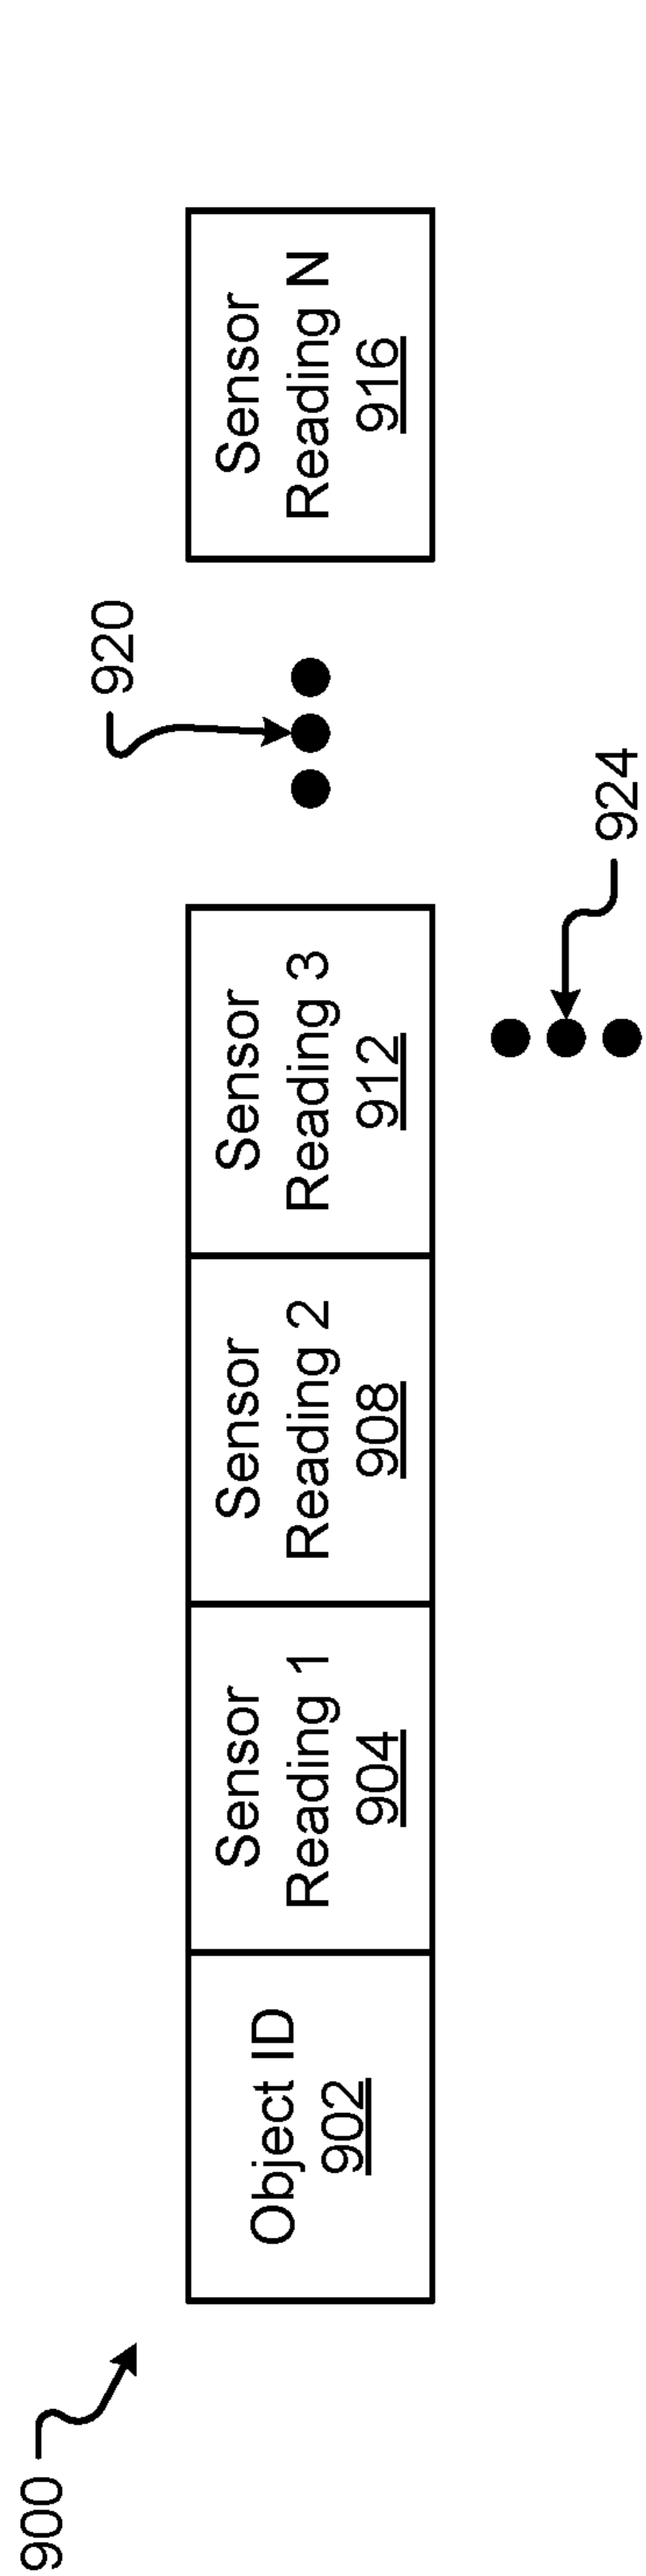 900
Object ID
902
Sensor
Reading 1
904
Sensor
Reading 2
908
Sensor
Reading 3
912
920
Sensor
Reading N
916
924